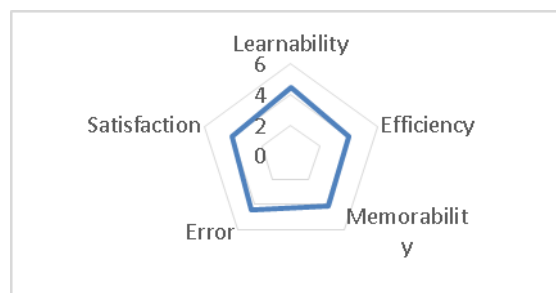 Learnability
6
4
2
0
Satisfaction
Efficiency
Error
Memorabilit
y